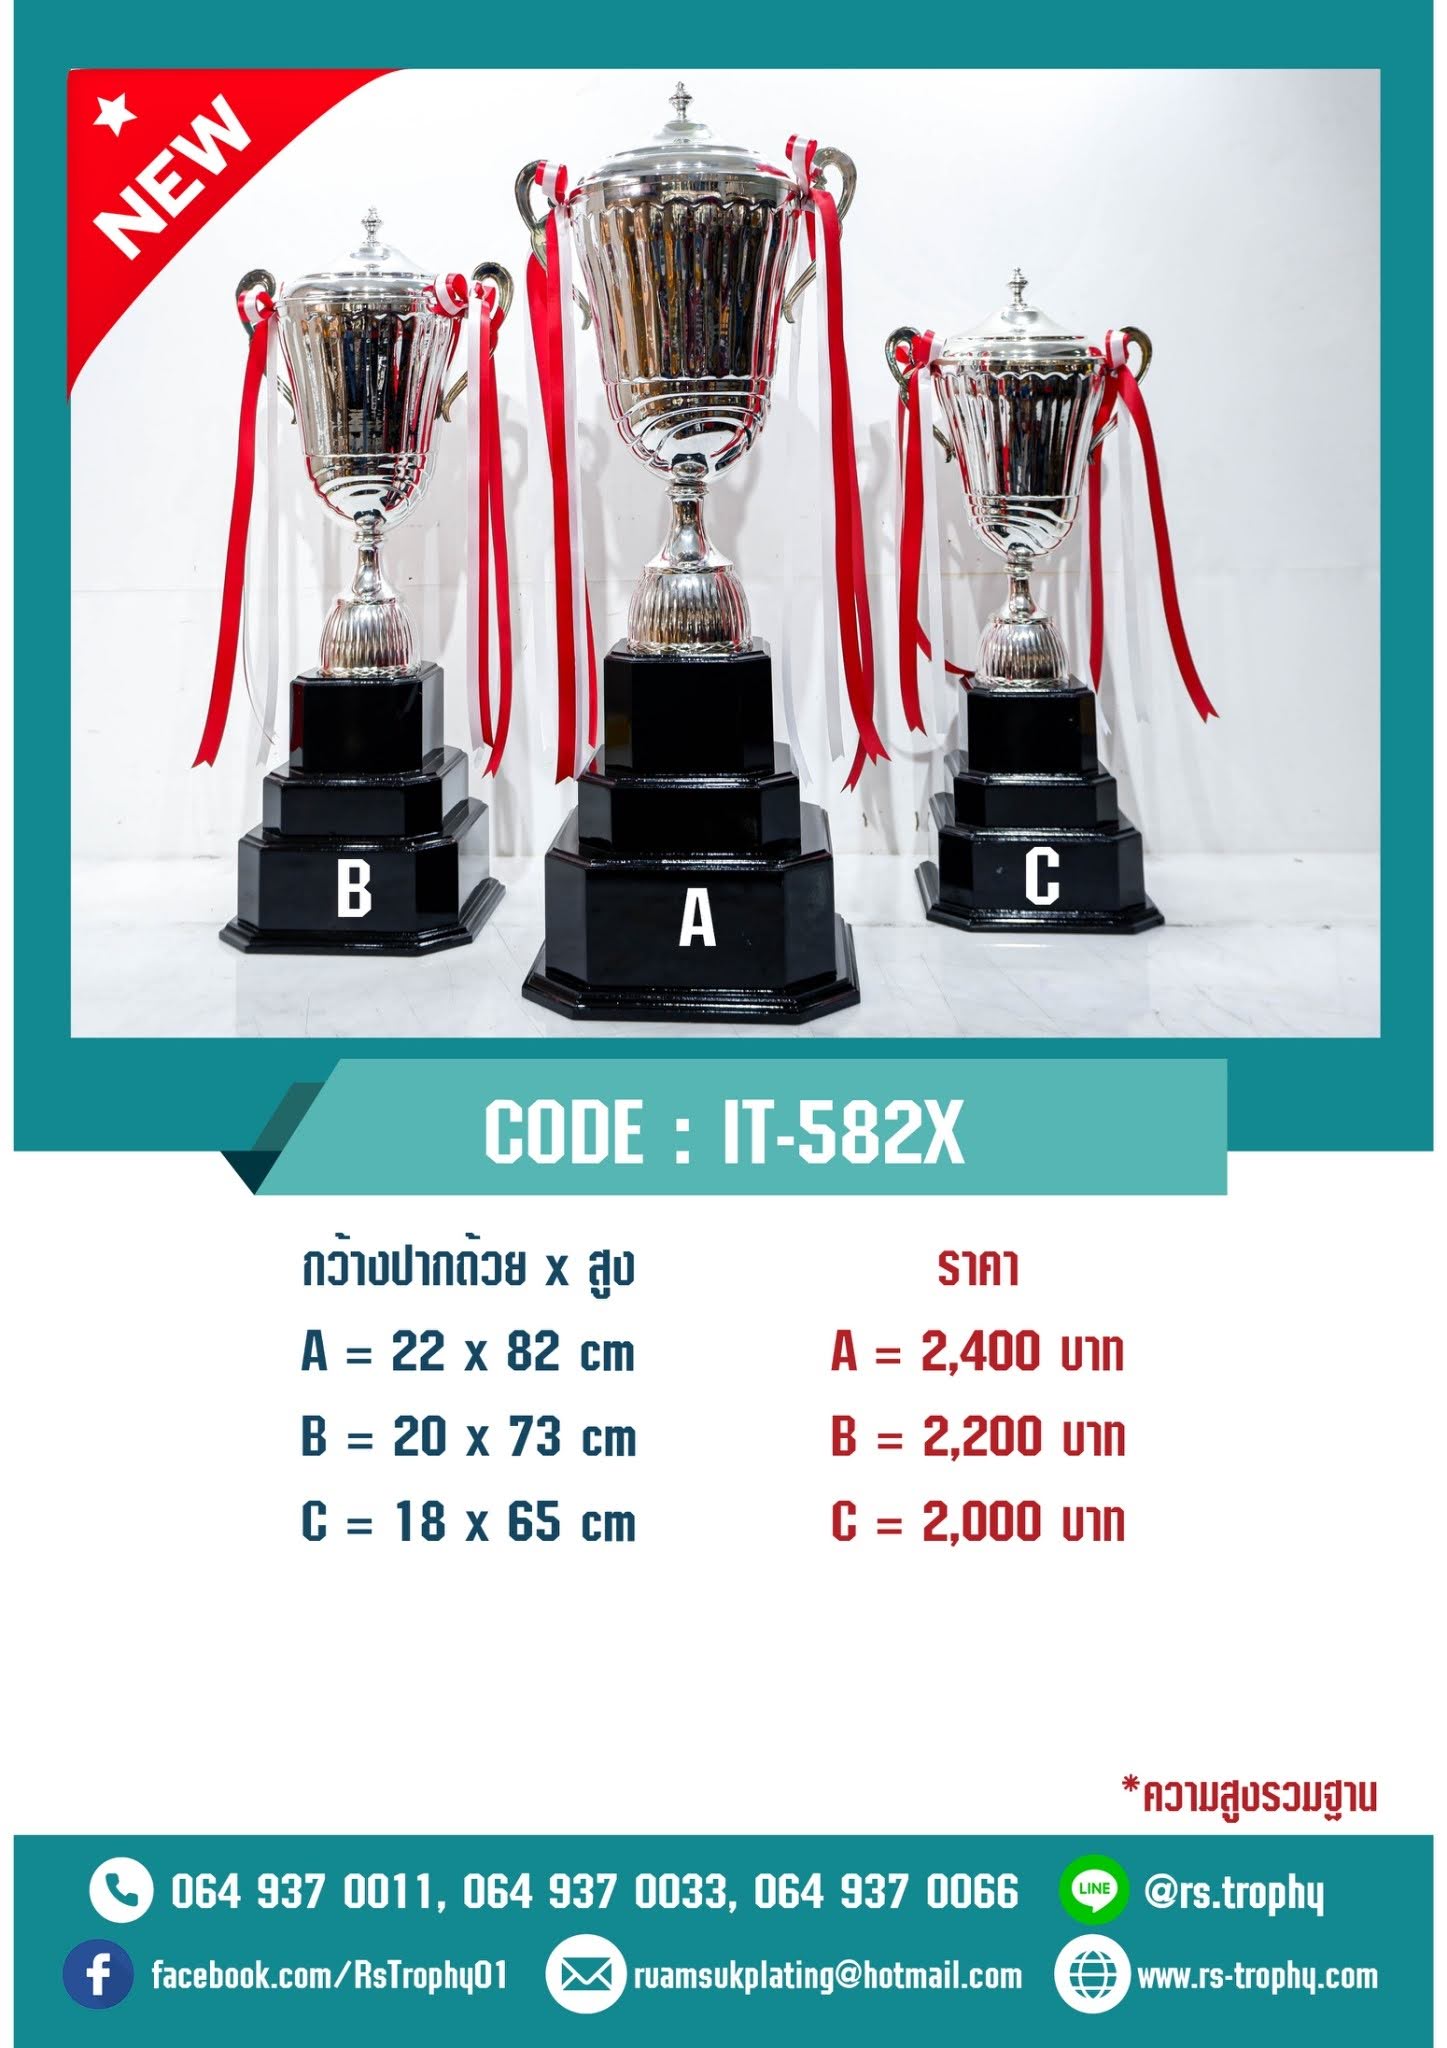 NEW
B
A
C
CODE : IT-582X
กว้างปากถ้วย x สูง
A = 22 x 82 cm
B = 20 x 73 cm
C = 18 x 65 cm
ราคา
A = 2,400 บาท
B = 2,200 บาท
C = 2,000 บาท
*ความสูงรวมฐาน
064 937 0011, 064 937 0033, 064 937 0066
LINE @rs.trophy
f facebook.com/RsTrophy01
ruamsukplating@hotmail.com
www.rs-trophy.com